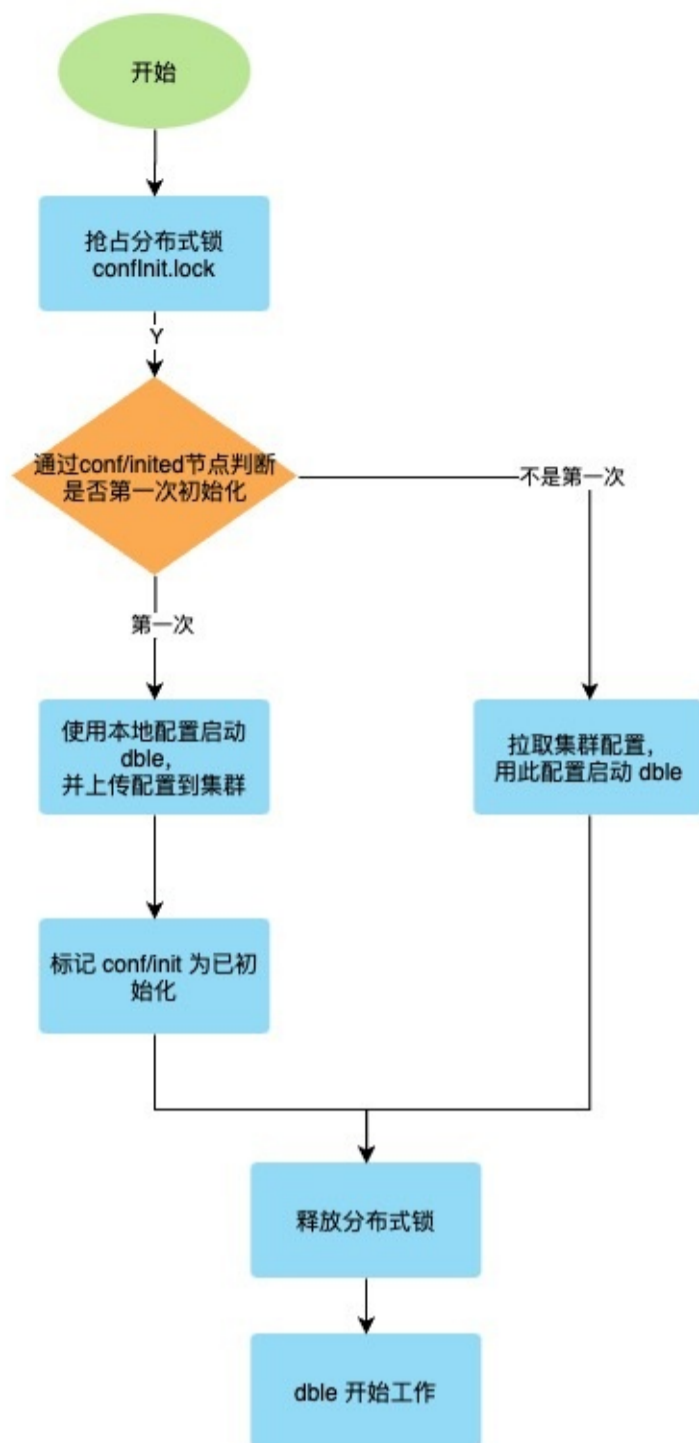 开始
抢占分布式锁
confInit.lock
Y
通过conf/inited节点判断
是否第一次初始化
不是第一次
第一次
使用本地配置启动
dble,
并上传配置到集群
拉取集群配置，
用此配置启动 dble
标记 conf/init 为已初
始化
释放分布式锁
dble 开始工作